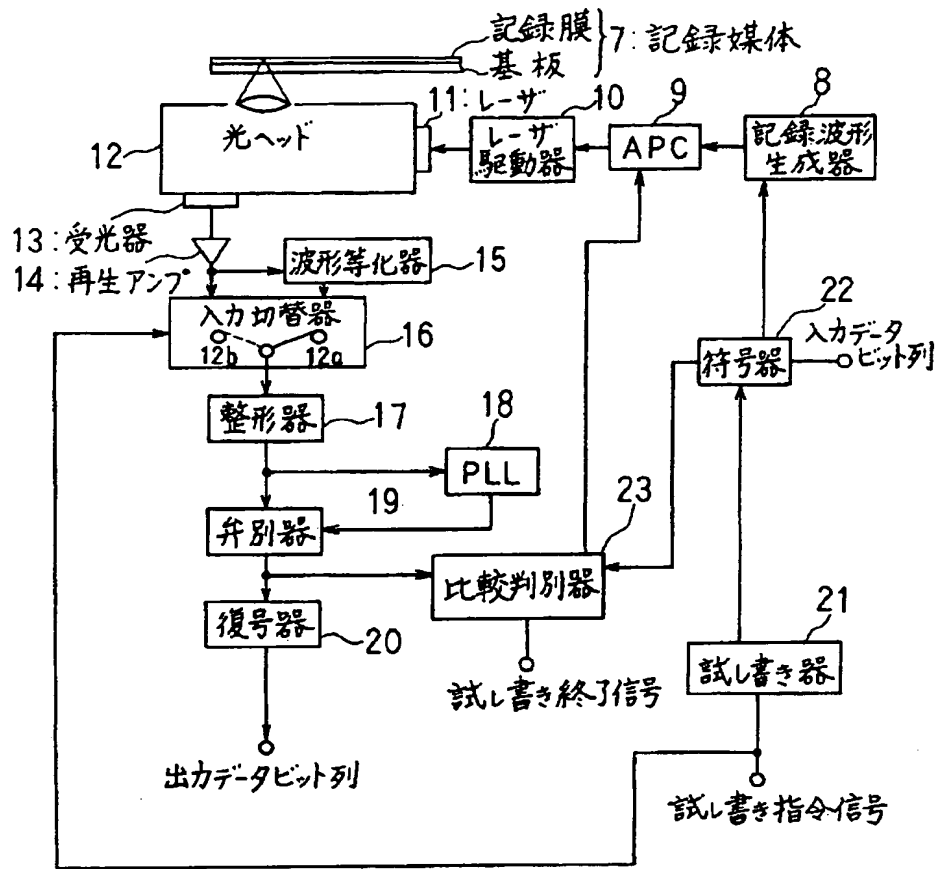 記録膜
基板
7:記録媒体
12
光ヘッド
11:レーザ
10
レーザ
駆動器
9
APC
8
記録波形
生成器
13:受光器
14:再生アンプ
波形等化器
15
入力切替器
12b
12a
16
22
符号器
入力データ
ビット列
整形器
17
18
PLL
19
弁別器
23
比較判別器
復号器
20
21
試し書き器
試し書き終了信号
出力データビット列
試し書き指令信号